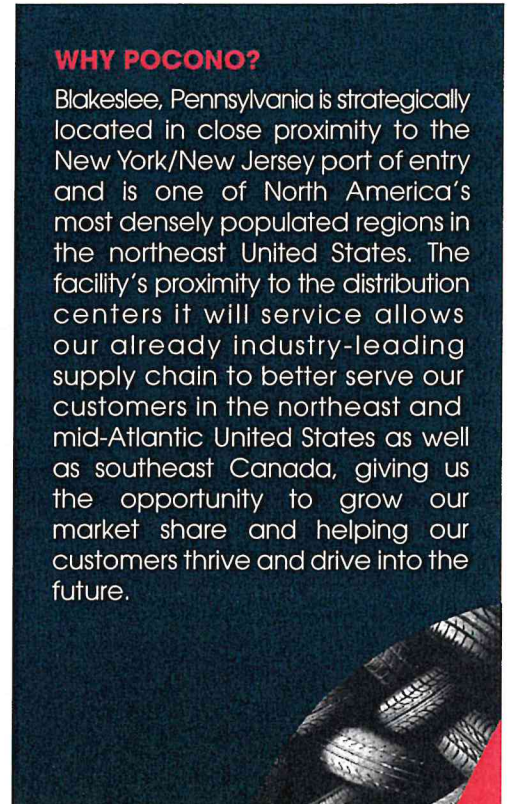 WHY POCONO?
Blakeslee, Pennsylvania is strategically
located in close proximity to the
New York/New Jersey port of entry
and is one of North America's
most densely populated regions in
the northeast United States. The
facility's proximity to the distribution
centers it will service allows
our already industry-leading
supply chain to better serve our
customers in the northeast and
mid-Atlantic United States as well
as southeast Canada, giving us
the opportunity to grow our
market share and helping our
customers thrive and drive into the
future.